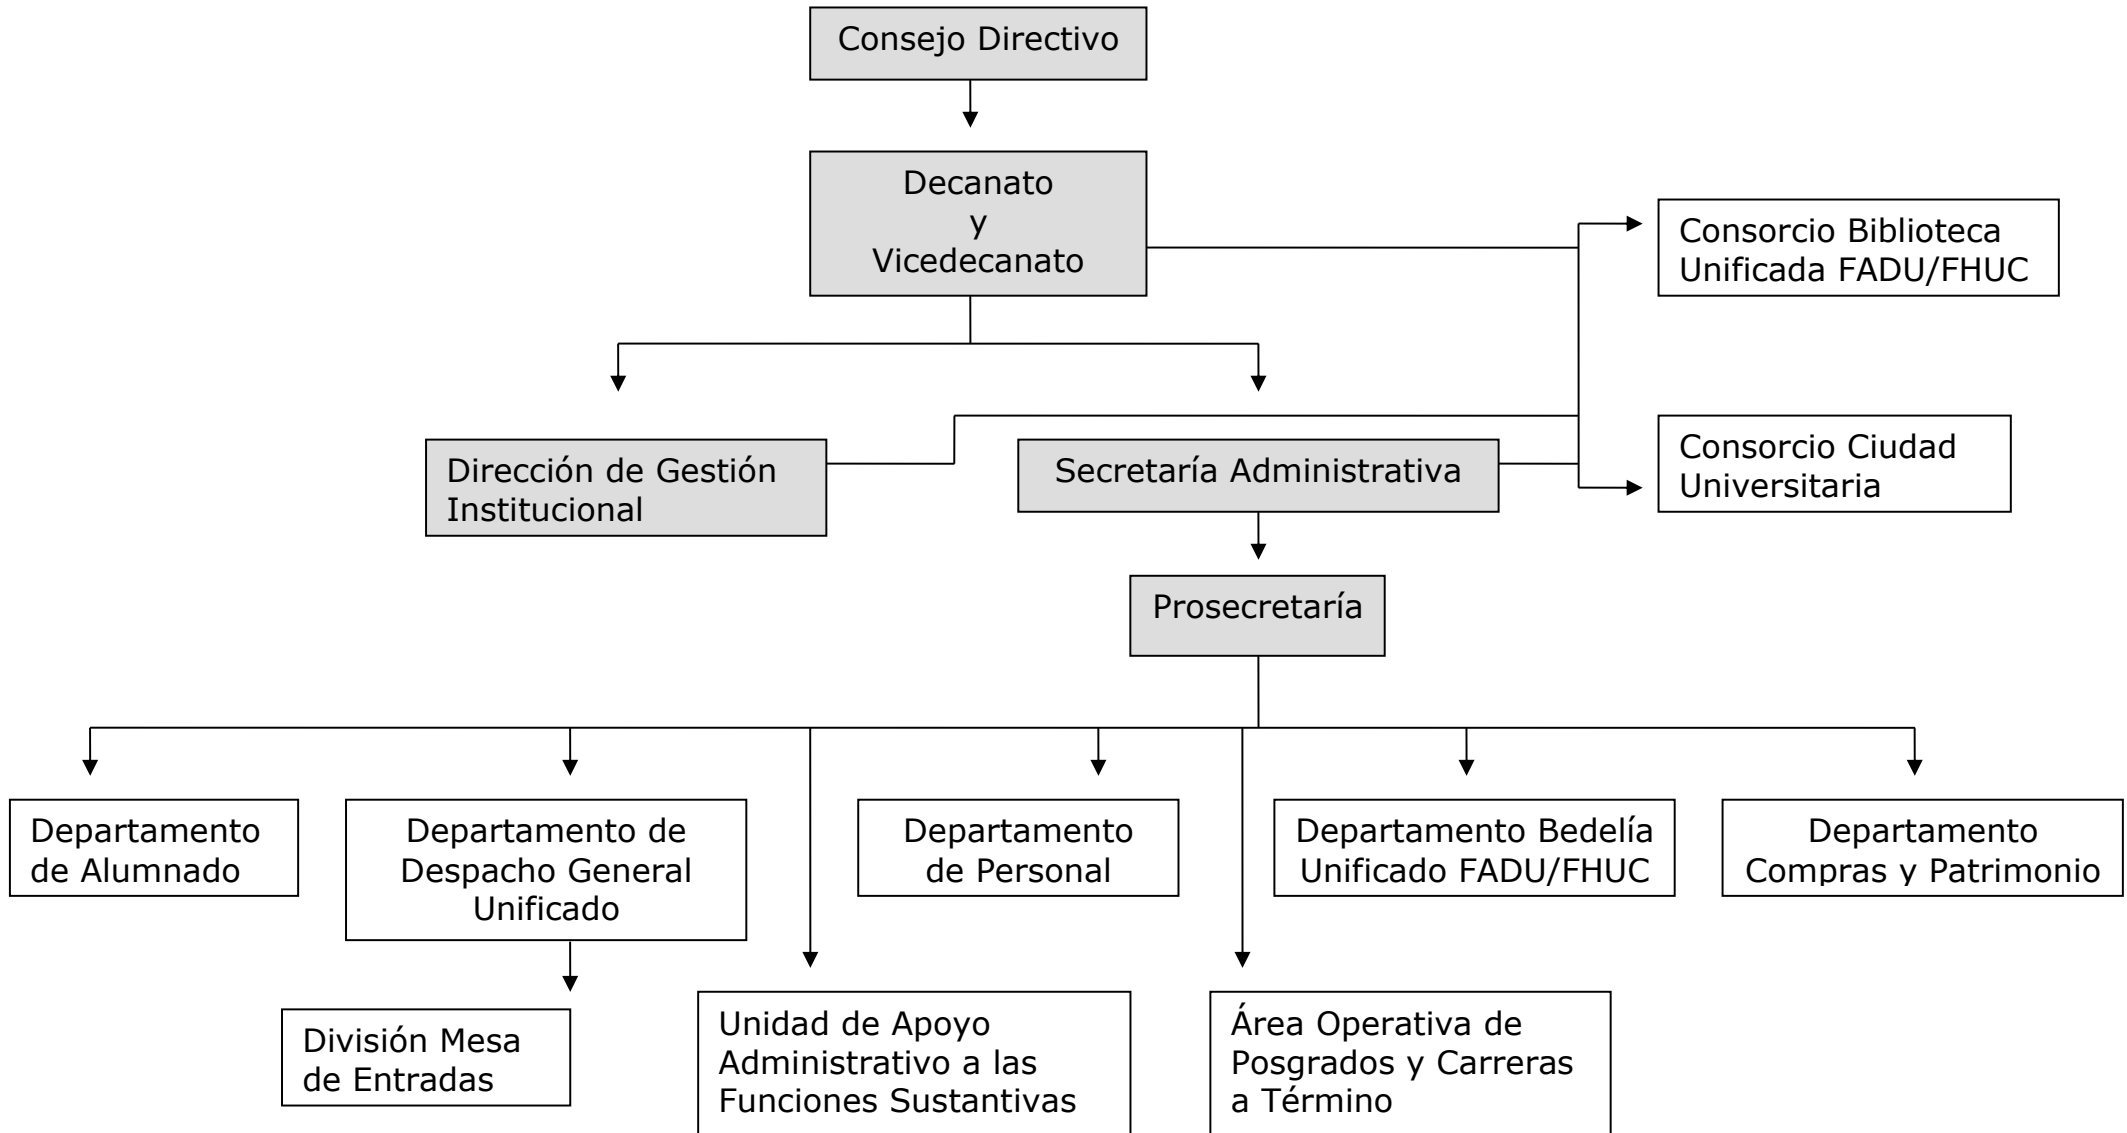 Consejo Directivo
Decanato
y
Vicedecanato
Consorcio Biblioteca
Unificada FADU/FHUC
Dirección de Gestión
Institucional
Secretaría Administrativa
Consorcio Ciudad
Universitaria
Prosecretaría
Departamento
de Alumnado
Departamento de
Despacho General
Unificado
Departamento
de Personal
Departamento Bedelía
Unificado FADU/FHUC
Departamento
Compras y Patrimonio
División Mesa
de Entradas
Unidad de Apoyo
Administrativo a las
Funciones Sustantivas
Área Operativa de
Posgrados y Carreras
a Término